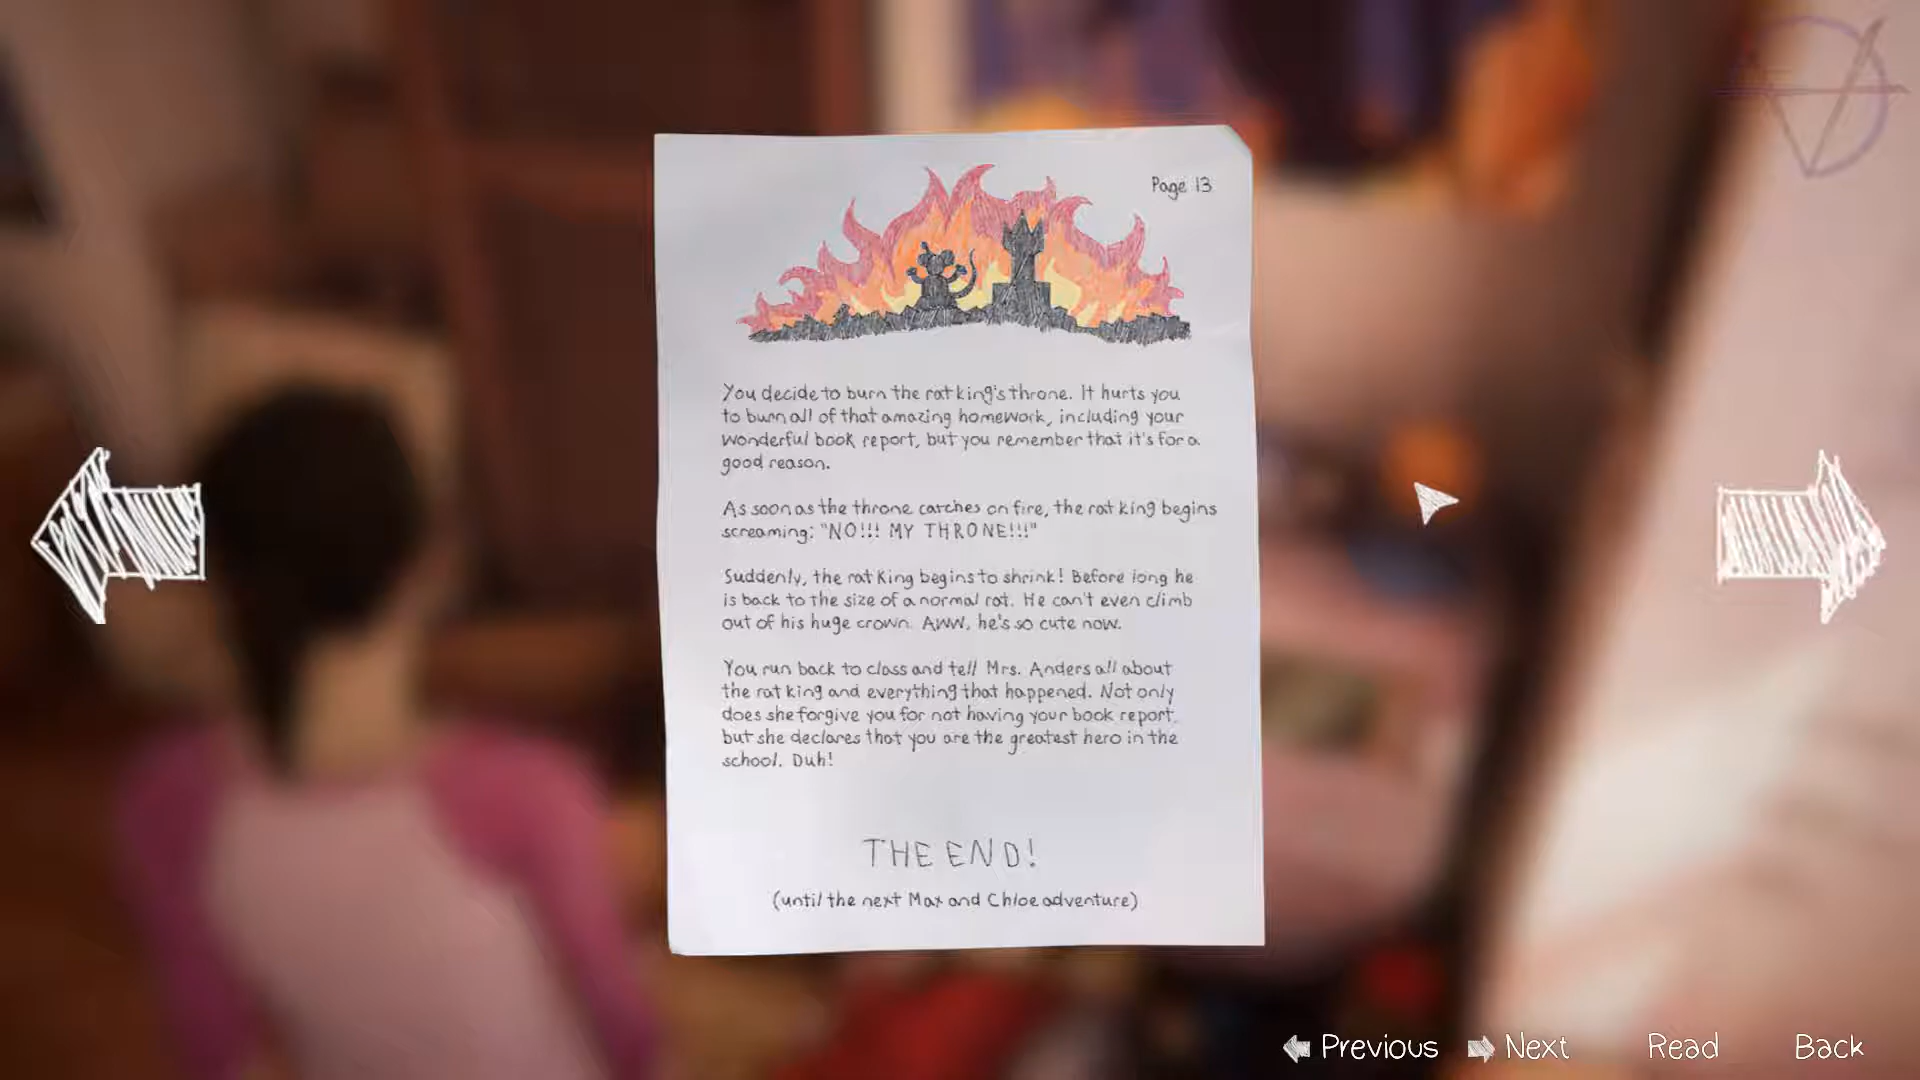 Page 13
You decide to burn the rat king's throne. It hurts you
to burn all of that amazing homework, including your
wonderful book report, but you remember that it's for a
good reason.
As soon as the throne catches on fire, the rat king begins
screaming: "NO!!! MY THRONE!!!"
Suddenly, the rat King begins to shrink! Before long he
is back to the size of a normal rat. He can't even climb
out of his huge crown. AWW, he's so cute now.
You run back to class and tell Mrs. Anders all about
the rat king and everything that happened. Not only
does she forgive you for not having your book report,
but she declares that you are the greatest hero in the
school. Duh!
THE END!
(until the next Max and Chloe adventure)
Previous Next Read Back